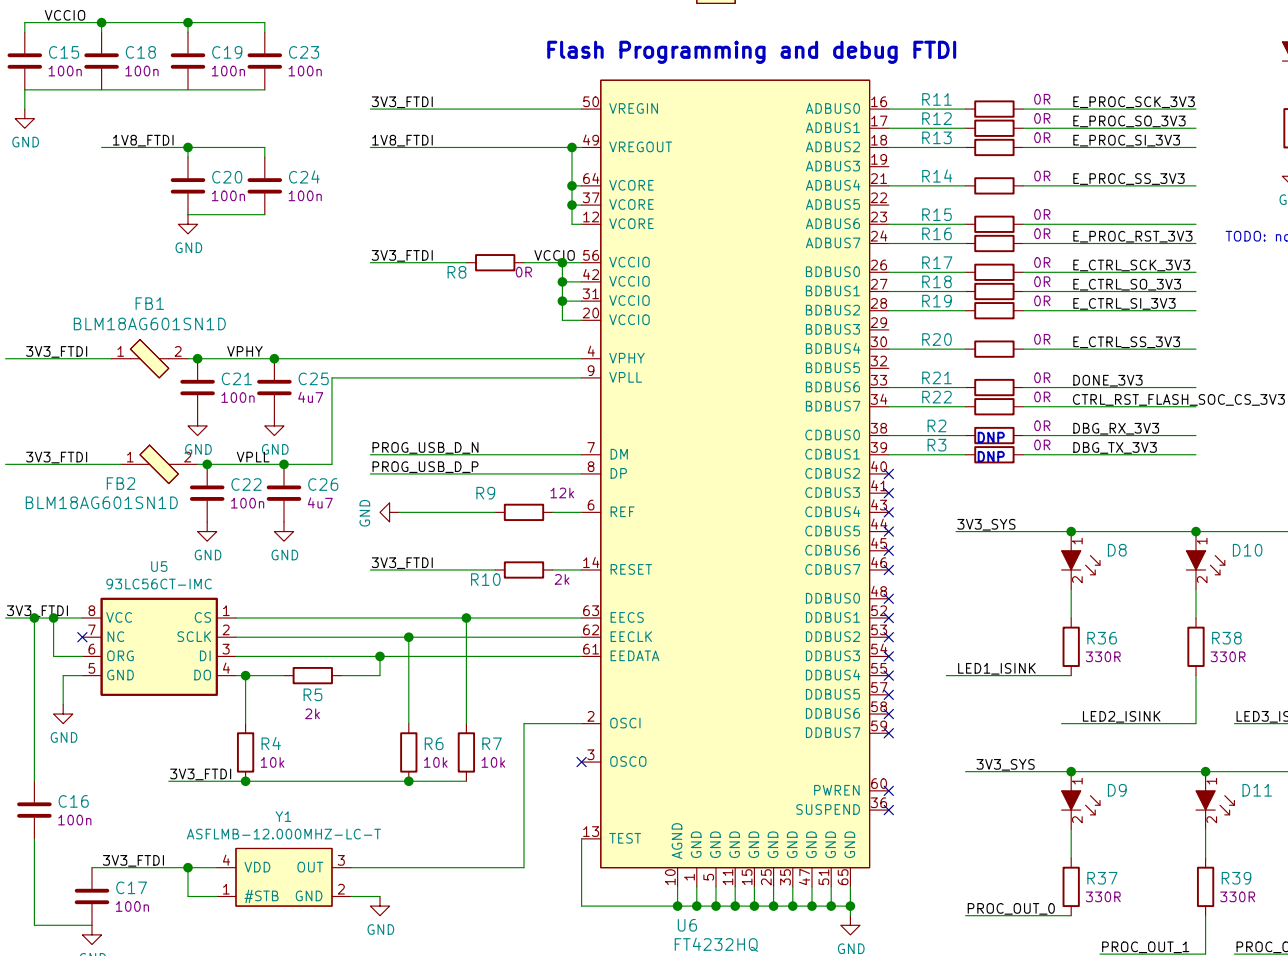 Flash Programming and debug FTDI
VCCIO
C15 100n
C18 100n
C19 100n
C23 100n
GND
1V8_FTDI
C20 100n
C24 100n
GND
FB1
BLM18AG601SN1D
3V3_FTDI 1 2 VPHY
C21 100n
C25 4u7
GND GND
3V3_FTDI 1 2 VPLL
FB2
BLM18AG601SN1D
C22 100n
C26 4u7
GND GND
U5
93LC56CT-IMC
3V3_FTDI
8 VCC CS 1
7 NC SCLK 2
6 ORG DI 3
5 GND DO 4
GND
R5
2k
R4 10k
R6 10k
R7 10k
3V3_FTDI
C16 100n
Y1
ASFLMB-12.000MHZ-LC-T
3V3_FTDI
4 VDD OUT 3
1 #STB GND 2
C17 100n
GND
GND
3V3_FTDI 50 VREGIN
1V8_FTDI 49 VREGOUT
64 VCORE
37 VCORE
12 VCORE
3V3_FTDI R8 0R VCCIO 56 VCCIO
42 VCCIO
31 VCCIO
20 VCCIO
4 VPHY
9 VPLL
PROG_USB_D_N 7 DM
PROG_USB_D_P 8 DP
GND R9 12k 6 REF
3V3_FTDI R10 2k 14 RESET
63 EECS
62 EECLK
61 EEDATA
2 OSCI
3 OSCO
13 TEST
ADBUS0 16 R11 0R E_PROC_SCK_3V3
ADBUS1 17 R12 0R E_PROC_SO_3V3
ADBUS2 18 R13 0R E_PROC_SI_3V3
ADBUS3 19
ADBUS4 21 R14 0R E_PROC_SS_3V3
ADBUS5 22
ADBUS6 23 R15 0R
ADBUS7 24 R16 0R E_PROC_RST_3V3
BDBUS0 26 R17 0R E_CTRL_SCK_3V3
BDBUS1 27 R18 0R E_CTRL_SO_3V3
BDBUS2 28 R19 0R E_CTRL_SI_3V3
BDBUS3 29
BDBUS4 30 R20 0R E_CTRL_SS_3V3
BDBUS5 32
BDBUS6 33 R21 0R DONE_3V3
BDBUS7 34 R22 0R CTRL_RST_FLASH_SOC_CS_3V3
CDBUS0 38 R2 DNP 0R DBG_RX_3V3
CDBUS1 39 R3 DNP 0R DBG_TX_3V3
CDBUS2 40
CDBUS3 41
CDBUS4 43
CDBUS5 44
CDBUS6 45
CDBUS7 46
DDBUS0 48
DDBUS1 52
DDBUS2 53
DDBUS3 54
DDBUS4 55
DDBUS5 57
DDBUS6 58
DDBUS7 59
PWREN 60
SUSPEND 36
AGND GND GND GND GND GND GND GND GND GND
10 1 5 11 15 25 35 47 51 65
U6
FT4232HQ
GND
TODO:
3V3_SYS
1 D8 2
1 D10 2
R36 330R
R38 330R
LED1_ISINK
LED2_ISINK
3V3_SYS
1 D9 2
1 D11 2
R37 330R
R39 330R
PROC_OUT_0
PROC_OUT_1